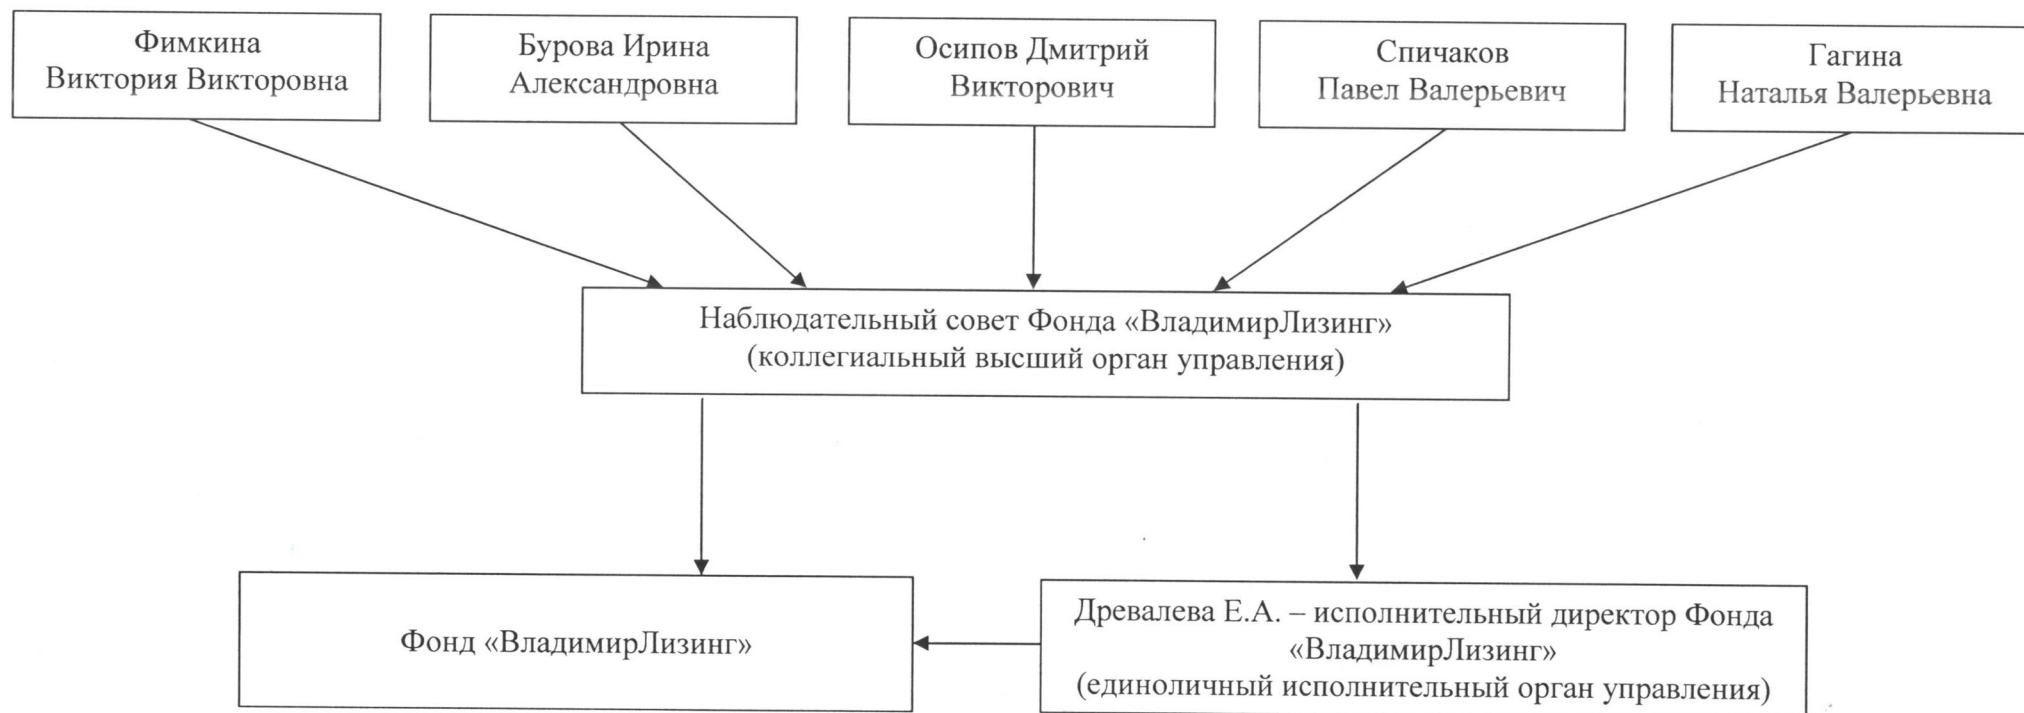 Фимкина
Виктория Викторовна
Бурова Ирина
Александровна
Осипов Дмитрий
Викторович
Спичаков
Павел Валерьевич
Гагина
Наталья Валерьевна
Наблюдательный совет Фонда «ВладимирЛизинг»
(коллегиальный высший орган управления)
Фонд «ВладимирЛизинг»
Древалева Е.А. – исполнительный директор Фонда
«ВладимирЛизинг»
(единоличный исполнительный орган управления)